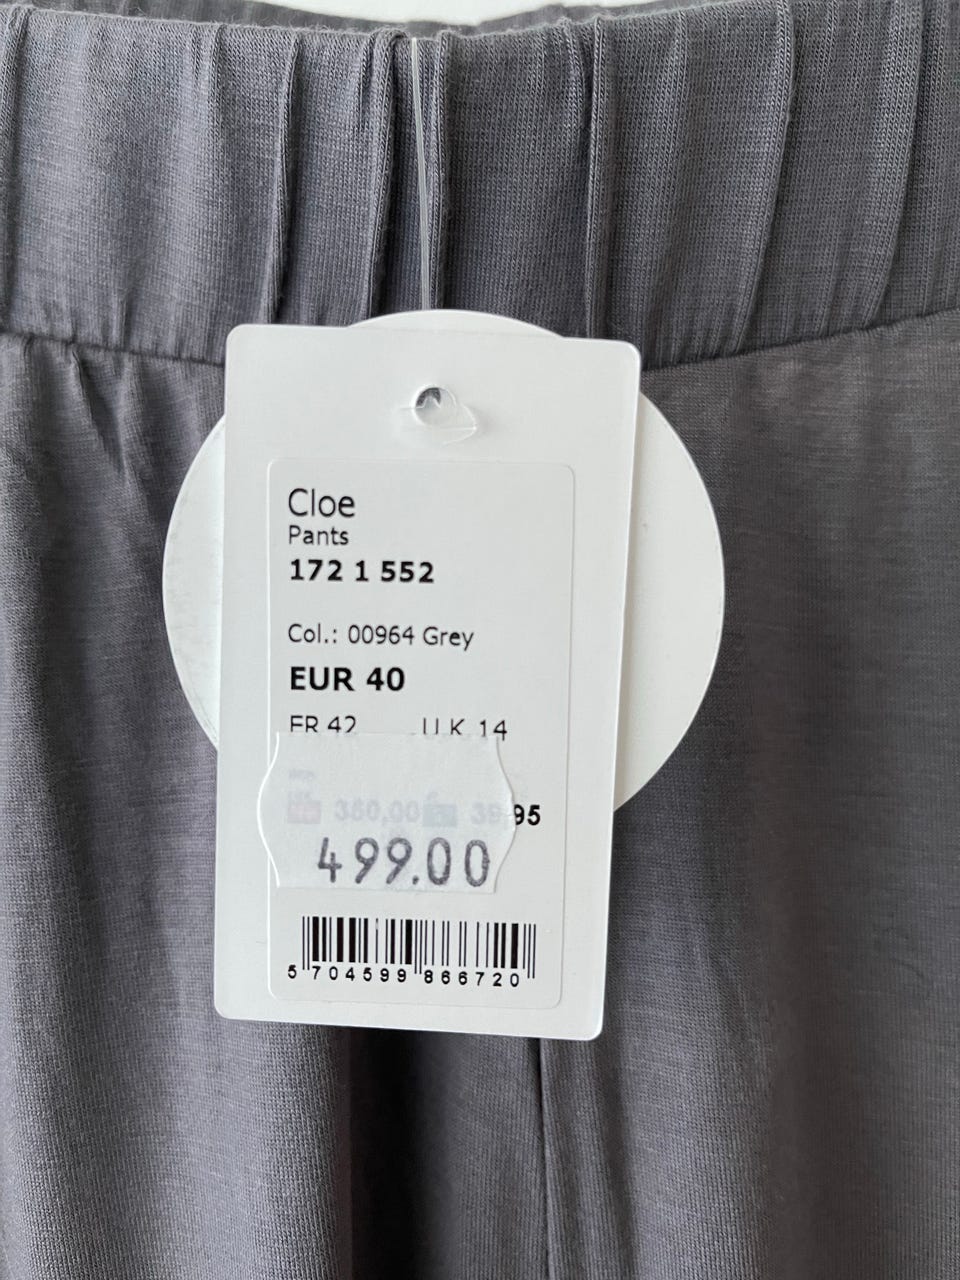 Cloe
Pants
172 1 552
Col.: 00964 Grey
EUR 40
FR 42 U.K. 14
360,00 39,95
499.00
5 704599 866720